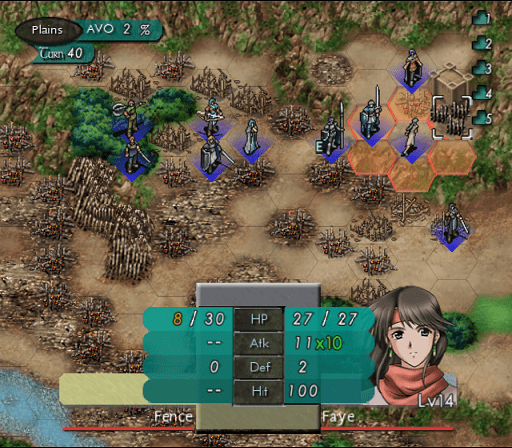 Plains AVO 2 %
Turn 40
1
2
3
4
5
E
8 / 30 HP 27 / 27
-- Atk 11x10
0 Def 2
-- Hit 100
Lv14
Fence Faye